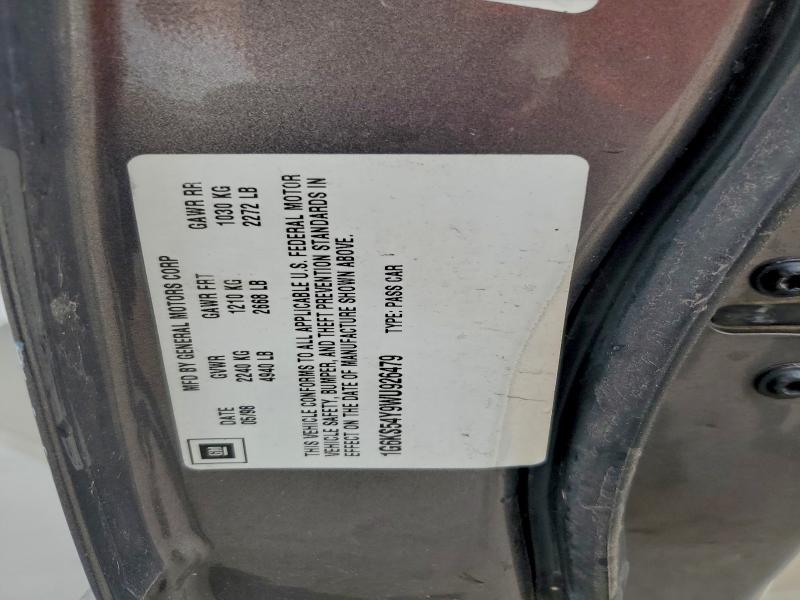 MFD BY GENERAL MOTORS CORP
GM
DATE GVWR GAWR FRT GAWR RR
05/98 2240 KG 1210 KG 1030 KG
4940 LB 2668 LB 2272 LB
THIS VEHICLE CONFORMS TO ALL APPLICABLE U.S. FEDERAL MOTOR
VEHICLE SAFETY, BUMPER, AND THEFT PREVENTION STANDARDS IN
EFFECT ON THE DATE OF MANUFACTURE SHOWN ABOVE.
1G6KS54Y9WU926479 TYPE: PASS CAR